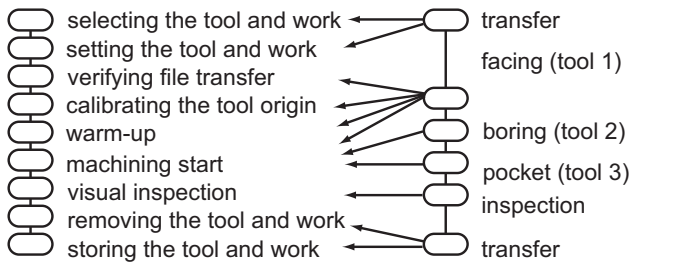 selecting the tool and work
setting the tool and work
verifying file transfer
calibrating the tool origin
warm-up
machining start
visual inspection
removing the tool and work
storing the tool and work
transfer
facing (tool 1)
boring (tool 2)
pocket (tool 3)
inspection
transfer